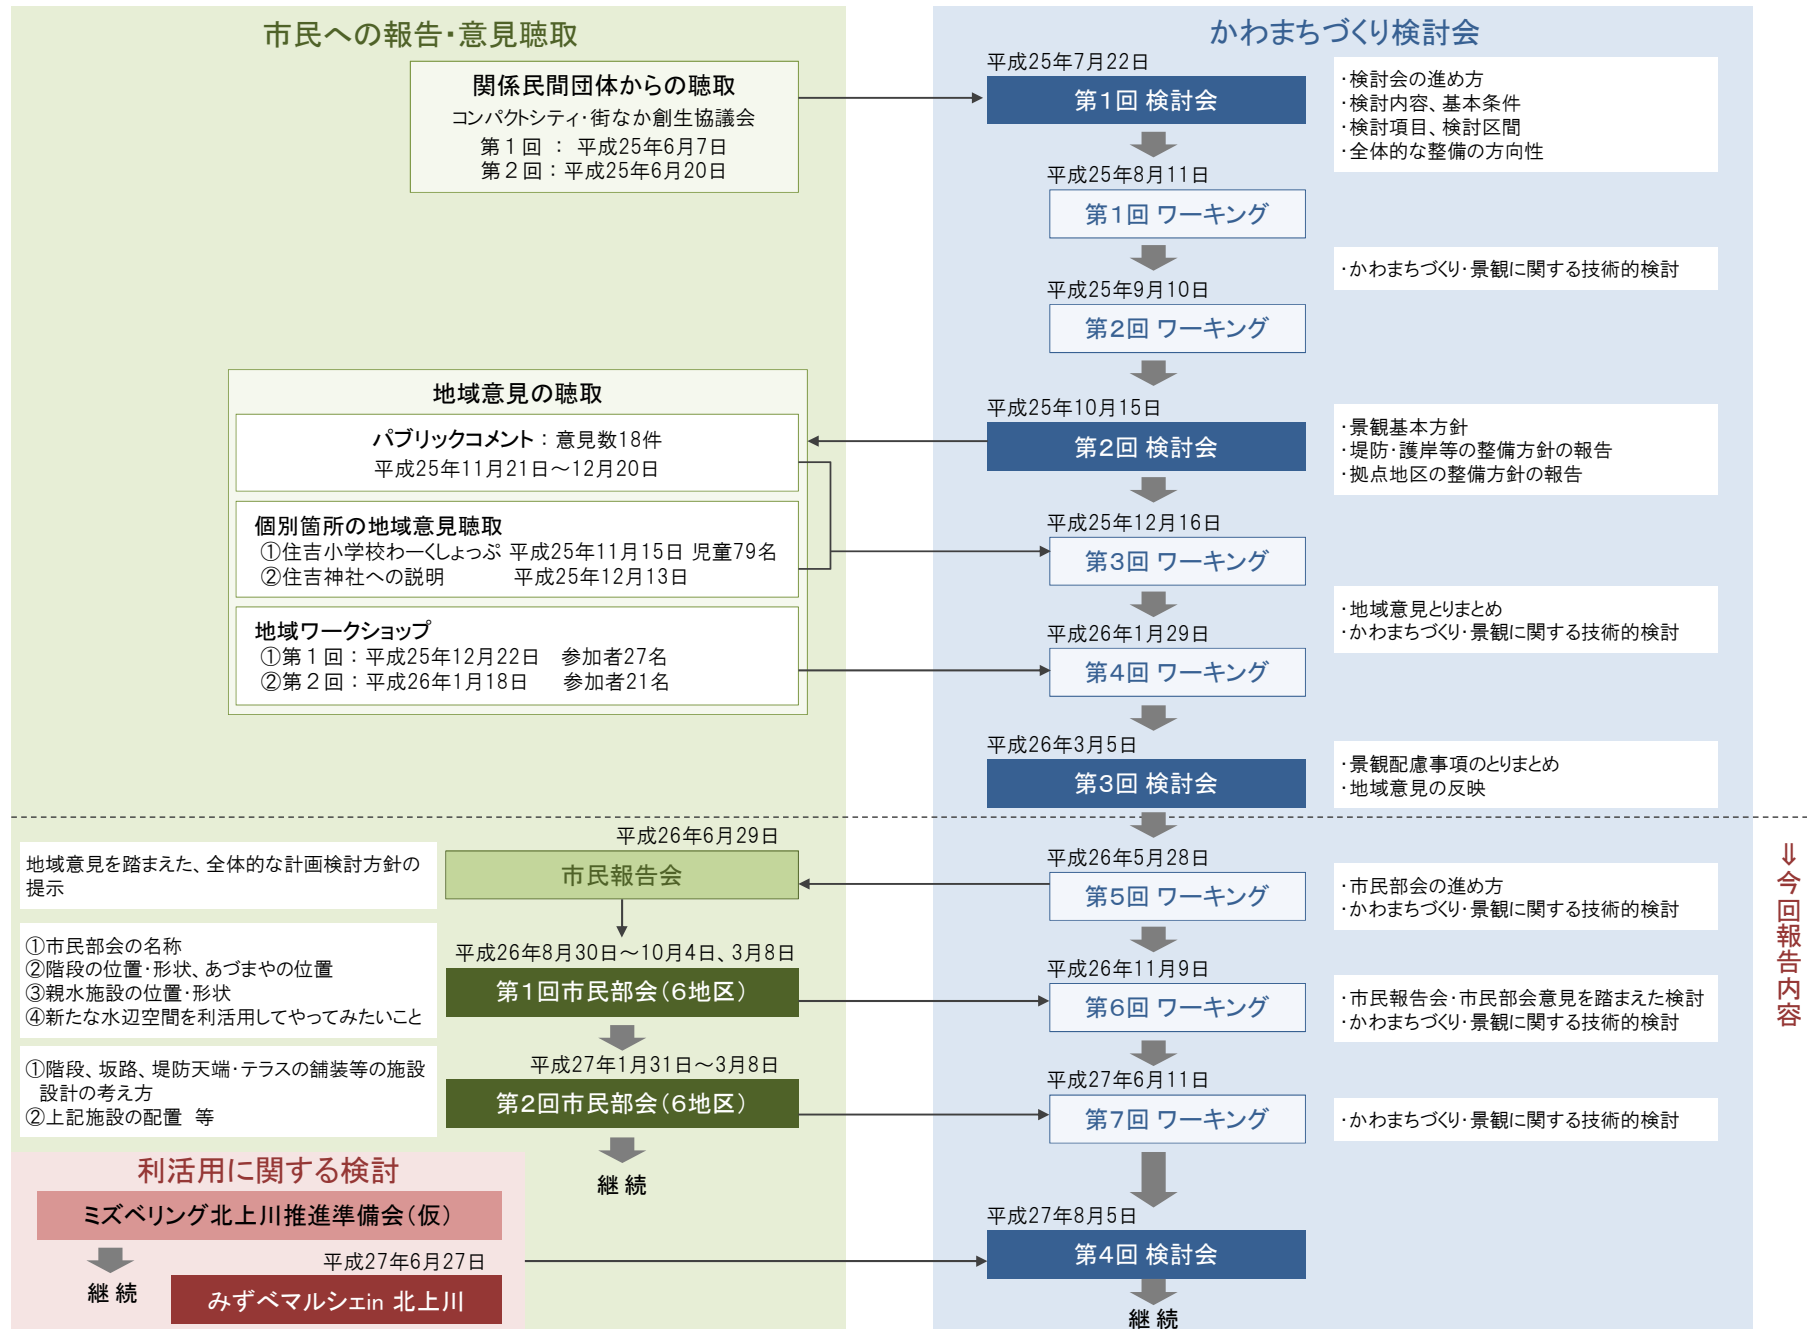 市民への報告・意見聴取
関係民間団体からの聴取
コンパクトシティ・街なか創生協議会
第１回 ： 平成25年6月7日
第２回：平成25年6月20日
地域意見の聴取
パブリックコメント：意見数18件
平成25年11月21日～12月20日
個別箇所の地域意見聴取
①住吉小学校わーくしょっぷ 平成25年11月15日 児童79名
②住吉神社への説明 平成25年12月13日
地域ワークショップ
①第１回：平成25年12月22日 参加者27名
②第２回：平成26年1月18日 参加者21名
平成26年6月29日
市民報告会
地域意見を踏まえた、全体的な計画検討方針の
提示
平成26年8月30日～10月4日、3月8日
第1回市民部会（6地区）
①市民部会の名称
②階段の位置・形状、あづまやの位置
③親水施設の位置・形状
④新たな水辺空間を利活用してやってみたいこと
平成27年1月31日～3月8日
第2回市民部会（6地区）
①階段、坂路、堤防天端・テラスの舗装等の施設
設計の考え方
②上記施設の配置 等
継続
利活用に関する検討
ミズベリング北上川推進準備会（仮）
継続
平成27年6月27日
みずベマルシェin 北上川
かわまちづくり検討会
平成25年7月22日
第1回 検討会
・検討会の進め方
・検討内容、基本条件
・検討項目、検討区間
・全体的な整備の方向性
平成25年8月11日
第1回 ワーキング
・かわまちづくり・景観に関する技術的検討
平成25年9月10日
第2回 ワーキング
平成25年10月15日
第2回 検討会
・景観基本方針
・堤防・護岸等の整備方針の報告
・拠点地区の整備方針の報告
平成25年12月16日
第3回 ワーキング
・地域意見とりまとめ
・かわまちづくり・景観に関する技術的検討
平成26年1月29日
第4回 ワーキング
平成26年3月5日
第3回 検討会
・景観配慮事項のとりまとめ
・地域意見の反映
平成26年5月28日
第5回 ワーキング
・市民部会の進め方
・かわまちづくり・景観に関する技術的検討
平成26年11月9日
第6回 ワーキング
・市民報告会・市民部会意見を踏まえた検討
・かわまちづくり・景観に関する技術的検討
平成27年6月11日
第7回 ワーキング
・かわまちづくり・景観に関する技術的検討
平成27年8月5日
第4回 検討会
継続
⇓今回報告内容